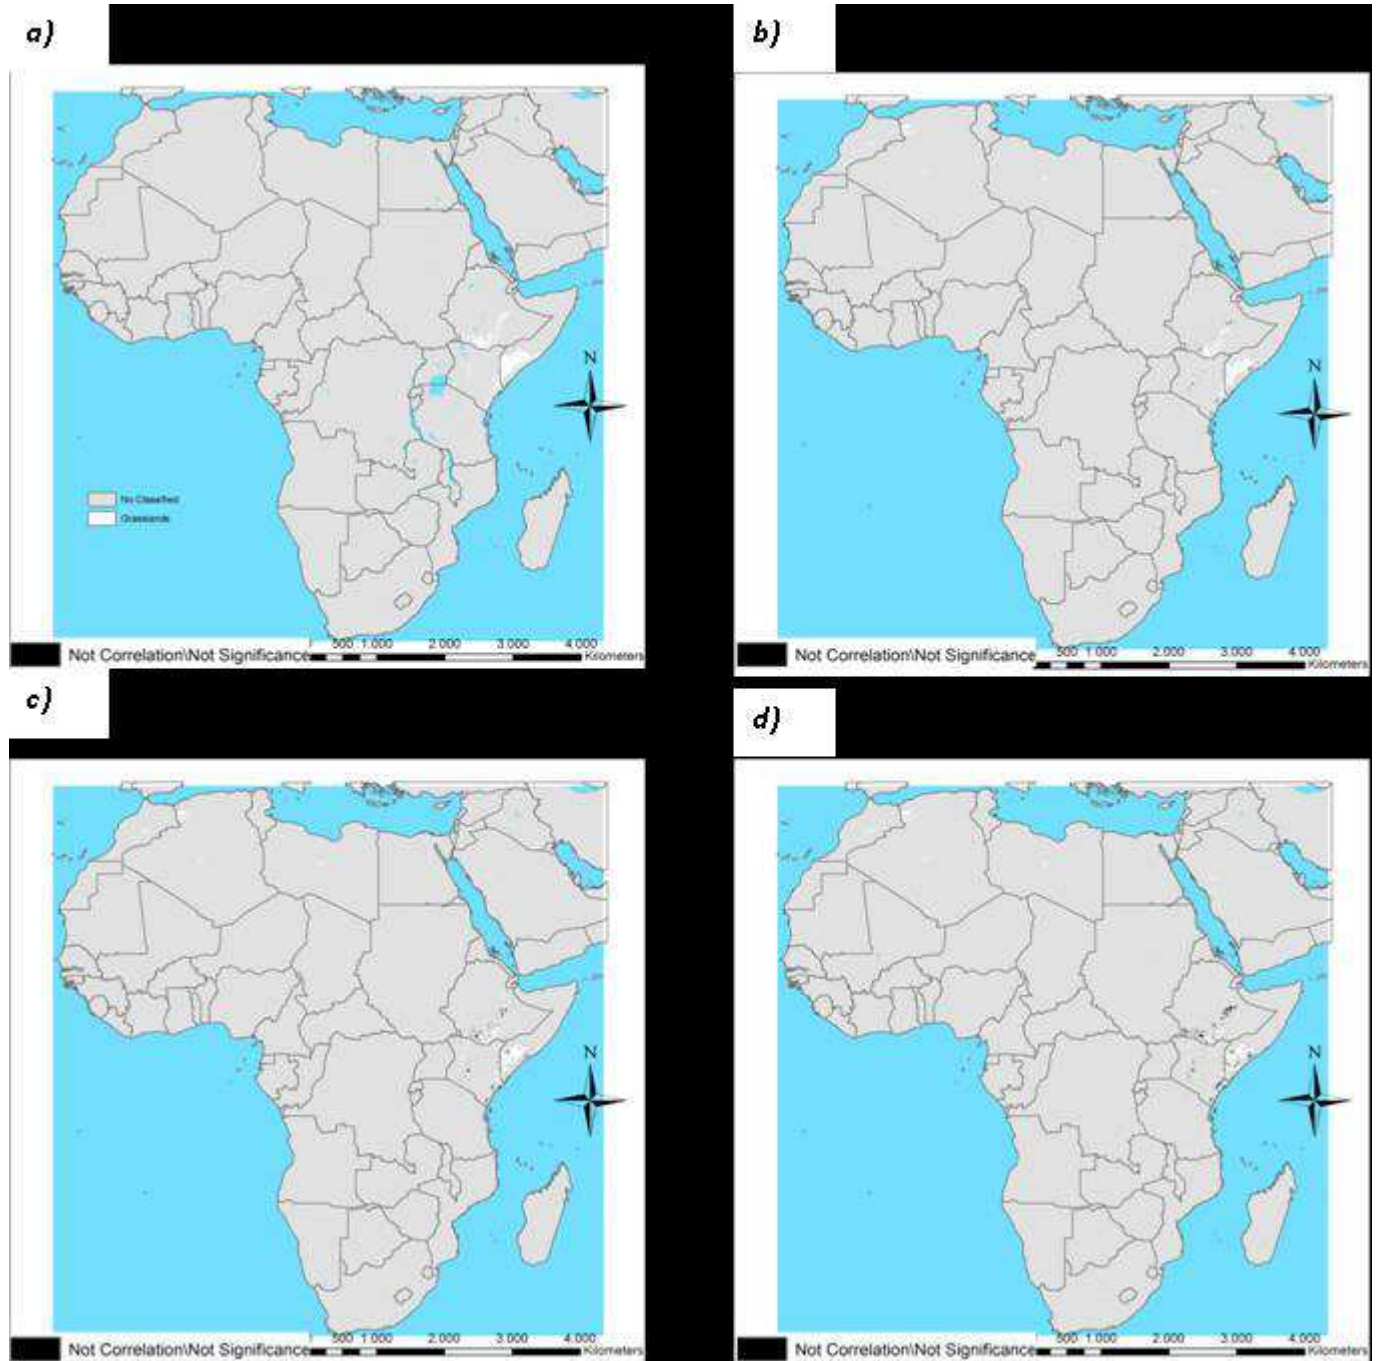 a)
b)
N
N
No Classified
Grasslands
500 1 000 2 000 3 000 4 000
Not Correlation\Not Significance Kilometers
500 1 000 2 000 3 000 4 000
Not Correlation\Not Significance Kilometers
c)
d)
N
N
500 1 000 2 000 3 000 4 000
Not Correlation\Not Significance Kilometers
500 1 000 2 000 3 000 4 000
Not Correlation\Not Significance Kilometers